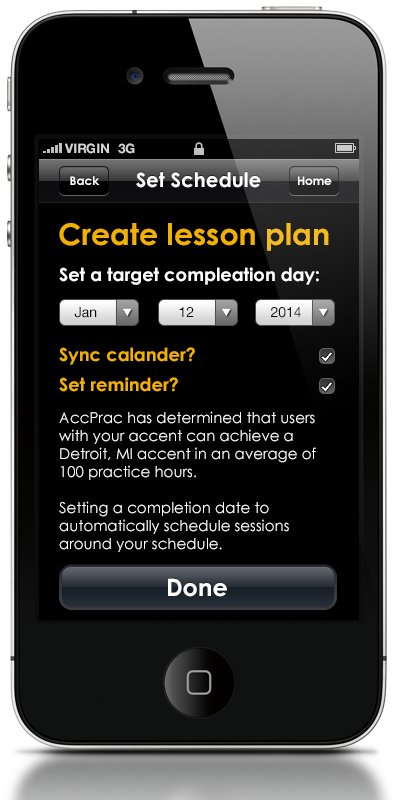 VIRGIN 3G
Back Set Schedule Home
Create lesson plan
Set a target compleation day:
Jan 12 2014
Sync calander?
Set reminder?
AccPrac has determined that users
with your accent can achieve a
Detroit, MI accent in an average of
100 practice hours.
Setting a completion date to
automatically schedule sessions
around your schedule.
Done